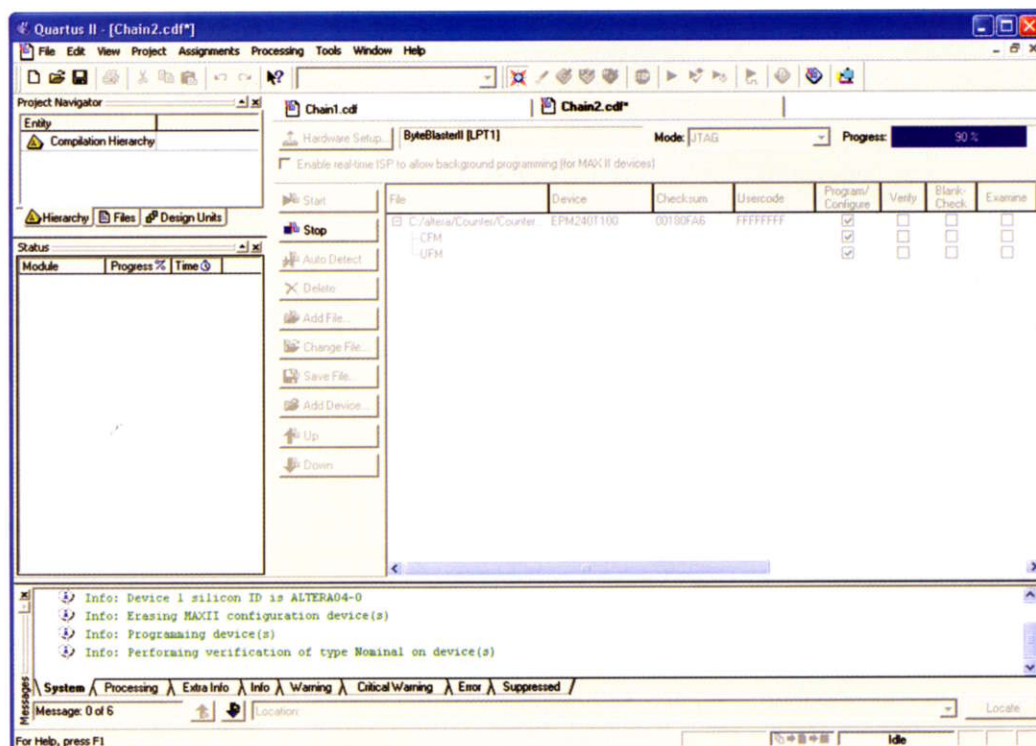 Quartus II - [Chain2.cdf*]
File Edit View Project Assignments Processing Tools Window Help
Project Navigator
Entity
Compilation Hierarchy
Hierarchy Files Design Units
Status
Module Progress % Time
Chain1.cdf
Chain2.cdf*
Hardware Setup... ByteBlasterII [LPT1] Mode: JTAG Progress: 90 %
Enable real-time ISP to allow background programming (for MAX II devices)
Start
Stop
Auto Detect
Delete
Add File...
Change File...
Save File...
Add Device...
Up
Down
File Device Checksum Usercode Program/Configure Verify Blank-Check Examine
C:/altera/Counter/Counter... EPM240T100 00180FA6 FFFFFFFF
CFM
UFM
Info: Device 1 silicon ID is ALTERA04-0
Info: Erasing MAXII configuration device(s)
Info: Programming device(s)
Info: Performing verification of type Nominal on device(s)
System Processing Extra Info Info Warning Critical Warning Error Suppressed
Messages
Message: 0 of 6 Location: Locate
For Help, press F1 Idle